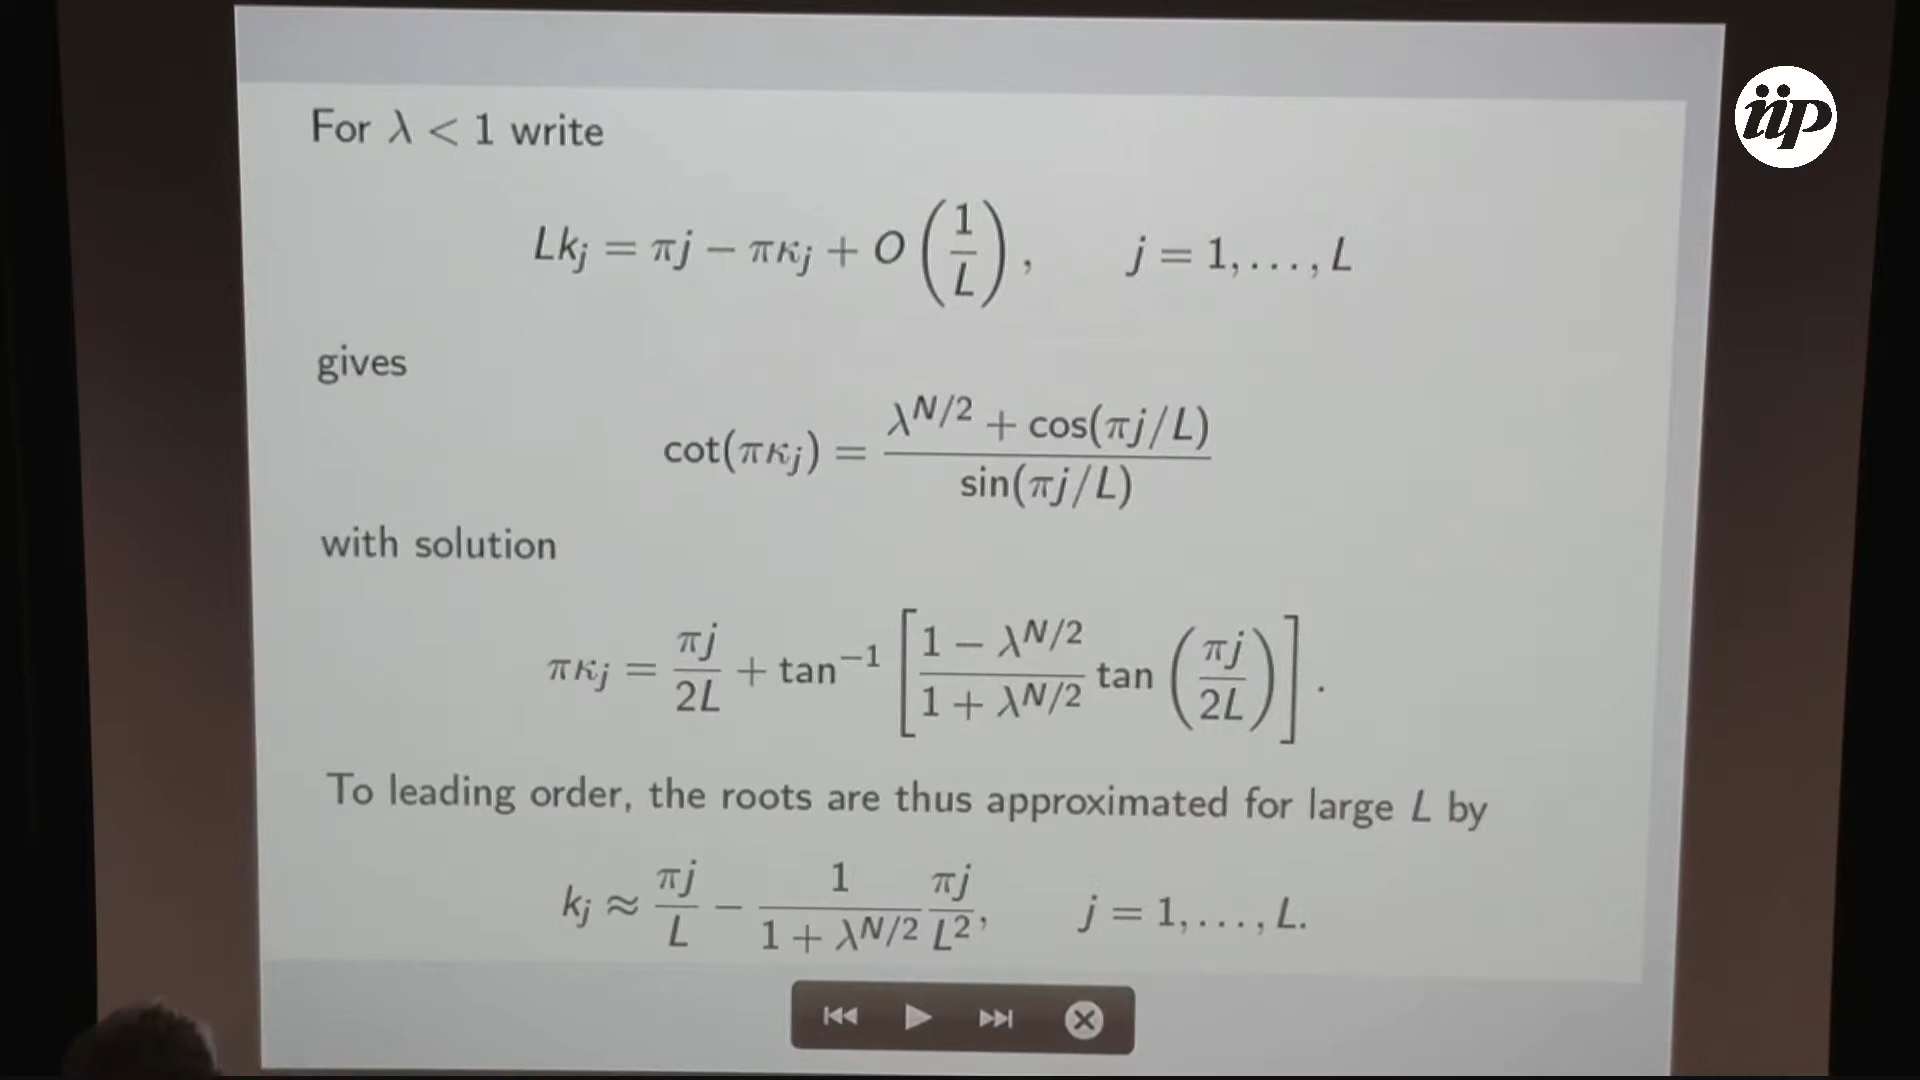 iip
For λ < 1 write
Lk_j = πj − πκ_j + O(1/L), j = 1, . . . , L
gives
cot(πκ_j) = (λ^{N/2} + cos(πj/L)) / sin(πj/L)
with solution
πκ_j = πj/2L + tan^{−1} [ (1 − λ^{N/2})/(1 + λ^{N/2}) tan (πj/2L) ] .
To leading order, the roots are thus approximated for large L by
k_j ≈ πj/L − 1/(1 + λ^{N/2}) πj/L², j = 1, . . . , L.